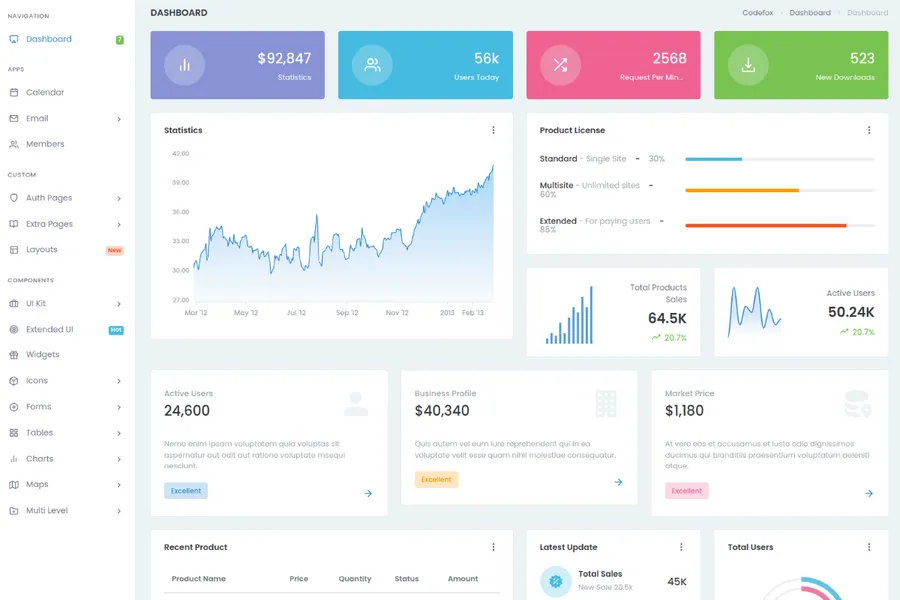 NAVIGATION
Dashboard 7
APPS
Calendar
Email
Members
CUSTOM
Auth Pages
Extra Pages
Layouts New
COMPONENTS
UI Kit
Extended UI Hot
Widgets
Icons
Forms
Tables
Charts
Maps
Multi Level
DASHBOARD
Codefox Dashboard Dashboard
$92,847
Statistics
56k
Users Today
2568
Request Per Min...
523
New Downloads
Statistics
42.00
39.00
36.00
33.00
30.00
27.00
Mar '12 May '12 Jul '12 Sep '12 Nov '12 2013 Feb '13
Product License
Standard - Single Site - 30%
Multisite - Unlimited sites -
60%
Extended - For paying users -
85%
Total Products
Sales
64.5K
20.7%
Active Users
50.24K
20.7%
Active Users
24,600
Nemo enim ipsam voluptatem quia voluptas sit
aspernatur aut odit aut ratione voluptate msequi
nesciunt.
Excellent
Business Profile
$40,340
Quis autem vel eum iure reprehenderit qui in ea
voluptate velit esse quam nihil molestiae consequatur.
Excellent
Market Price
$1,180
At vero eos et accusamus et iusto odio dignissimos
ducimus qui blanditiis praesentium voluptatum deleniti
atque.
Excellent
Recent Product
Product Name Price Quantity Status Amount
Latest Update
Total Sales
New Sale 20.5k
45K
Total Users